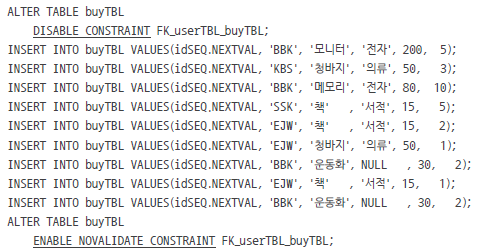 ALTER TABLE buyTBL
DISABLE CONSTRAINT FK_userTBL_buyTBL;
INSERT INTO buyTBL VALUES(idSEQ.NEXTVAL, 'BBK', '모니터', '전자', 200, 5);
INSERT INTO buyTBL VALUES(idSEQ.NEXTVAL, 'KBS', '청바지', '의류', 50, 3);
INSERT INTO buyTBL VALUES(idSEQ.NEXTVAL, 'BBK', '메모리', '전자', 80, 10);
INSERT INTO buyTBL VALUES(idSEQ.NEXTVAL, 'SSK', '책' , '서적', 15, 5);
INSERT INTO buyTBL VALUES(idSEQ.NEXTVAL, 'EJW', '책' , '서적', 15, 2);
INSERT INTO buyTBL VALUES(idSEQ.NEXTVAL, 'EJW', '청바지', '의류', 50, 1);
INSERT INTO buyTBL VALUES(idSEQ.NEXTVAL, 'BBK', '운동화', NULL , 30, 2);
INSERT INTO buyTBL VALUES(idSEQ.NEXTVAL, 'EJW', '책' , '서적', 15, 1);
INSERT INTO buyTBL VALUES(idSEQ.NEXTVAL, 'BBK', '운동화', NULL , 30, 2);
ALTER TABLE buyTBL
ENABLE NOVALIDATE CONSTRAINT FK_userTBL_buyTBL;